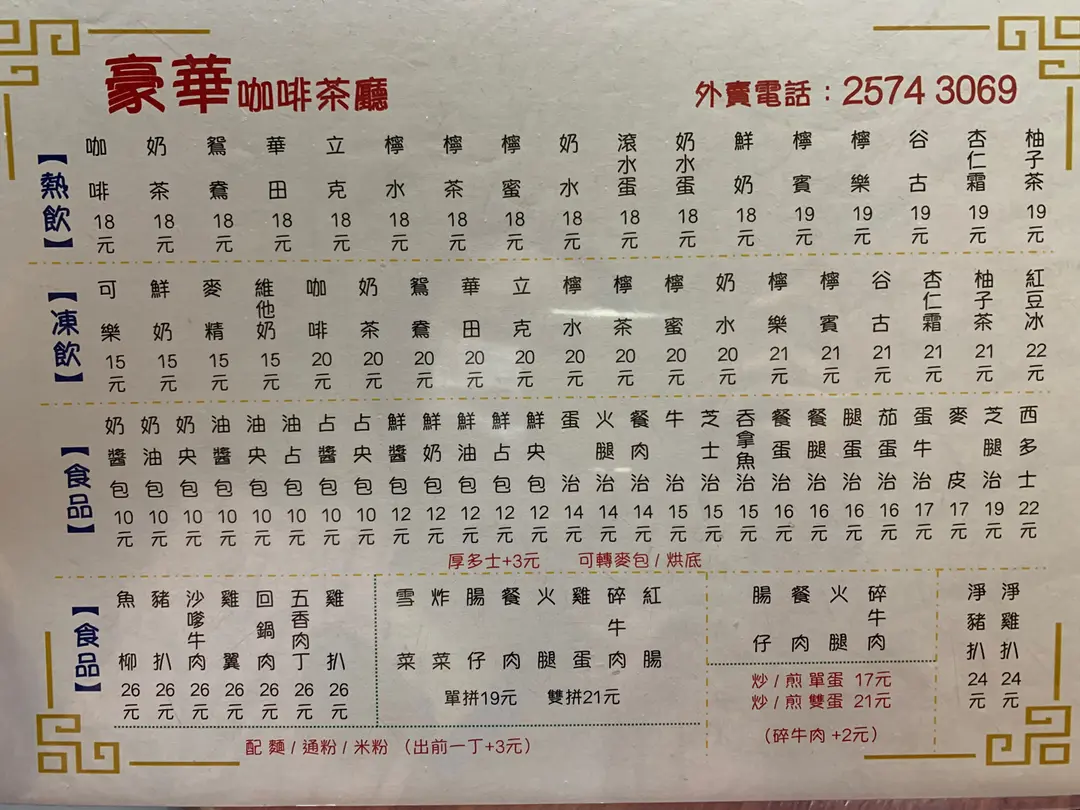 豪華咖啡茶廳
外賣電話：2574 3069
【熱飲】
咖啡 18元
奶茶 18元
鴛鴦 18元
華田 18元
立克 18元
檸水 18元
檸茶 18元
檸蜜 18元
奶水 18元
滾水蛋 18元
奶水蛋 18元
鮮奶 18元
檸賓 19元
檸樂 19元
谷古 19元
杏仁霜 19元
柚子茶 19元
【凍飲】
可樂 15元
鮮奶 15元
麥精 15元
維他奶 15元
咖啡 20元
奶茶 20元
鴛鴦 20元
華田 20元
立克 20元
檸水 20元
檸茶 20元
檸蜜 20元
奶水 20元
檸樂 21元
檸賓 21元
谷古 21元
杏仁霜 21元
柚子茶 21元
紅豆冰 22元
【食品】
奶醬包 10元
奶油包 10元
奶央包 10元
油醬包 10元
油央包 10元
油占包 10元
占醬包 10元
占央包 10元
鮮醬包 12元
鮮奶包 12元
鮮油包 12元
鮮占包 12元
鮮央包 12元
蛋治 14元
火腿治 14元
餐肉治 14元
牛治 15元
芝士治 15元
吞拿魚治 15元
餐蛋治 16元
餐腿治 16元
腿蛋治 16元
茄蛋治 16元
蛋牛治 17元
麥皮 17元
芝腿治 19元
西多士 22元
厚多士+3元 可轉麥包 / 烘底
【食品】
魚柳 26元
豬扒 26元
沙嗲牛肉 26元
雞翼 26元
回鍋肉 26元
五香肉丁 26元
雞扒 26元
雪菜
炸菜
腸仔
餐肉
火腿
雞蛋
碎牛肉
紅腸
單拼19元 雙拼21元
配 麵 / 通粉 / 米粉 （出前一丁+3元）
腸仔
餐肉
火腿
碎牛肉
炒 / 煎 單蛋 17元
炒 / 煎 雙蛋 21元
（碎牛肉 +2元）
淨豬扒 24元
淨雞扒 24元